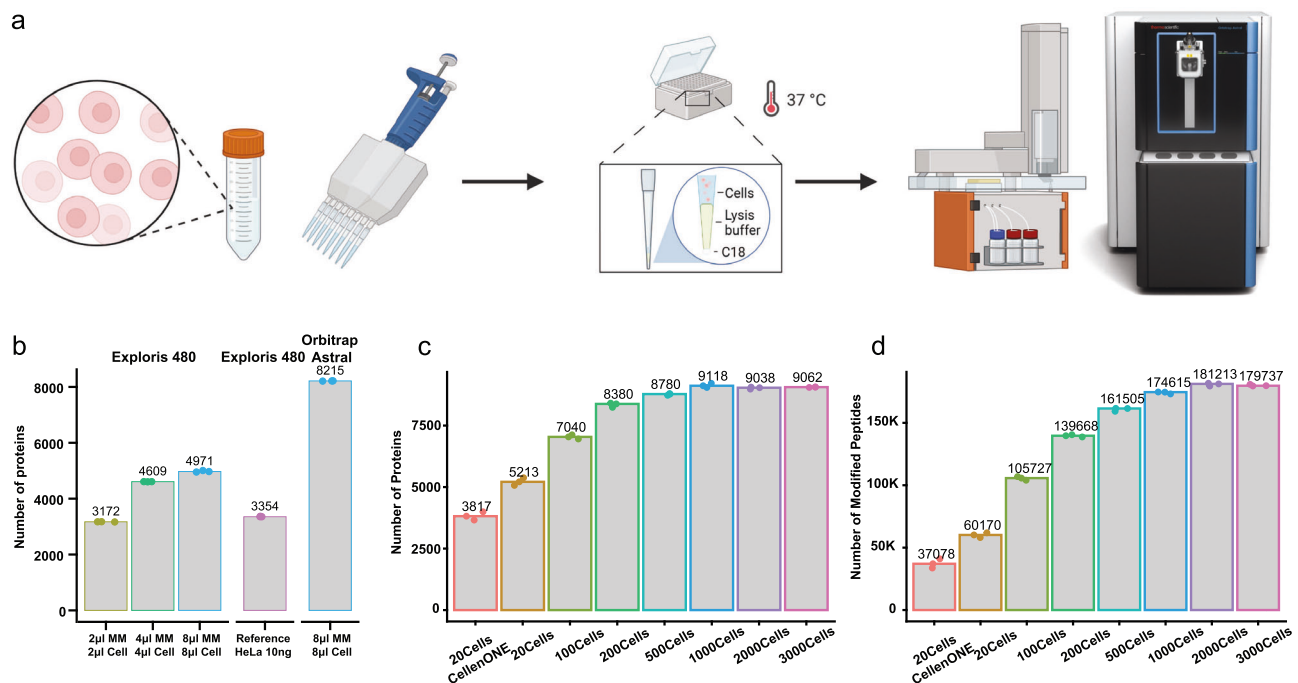 a
37 °C
Cells
Lysis
buffer
C18
b
Exploris 480
Exploris 480
Orbitrap
Astral
Number of proteins
8000
6000
4000
2000
0
3172
4609
4971
3354
8215
2µl MM
2µl Cell
4µl MM
4µl Cell
8µl MM
8µl Cell
Reference
HeLa 10ng
8µl MM
8µl Cell
c
Number of Proteins
7500
5000
2500
0
3817
5213
7040
8380
8780
9118
9038
9062
20Cells
CellenONE
20Cells
100Cells
200Cells
500Cells
1000Cells
2000Cells
3000Cells
d
Number of Modified Peptides
150K
100K
50K
0
37078
60170
105727
139668
161505
174615
181213
179737
20Cells
CellenONE
20Cells
100Cells
200Cells
500Cells
1000Cells
2000Cells
3000Cells